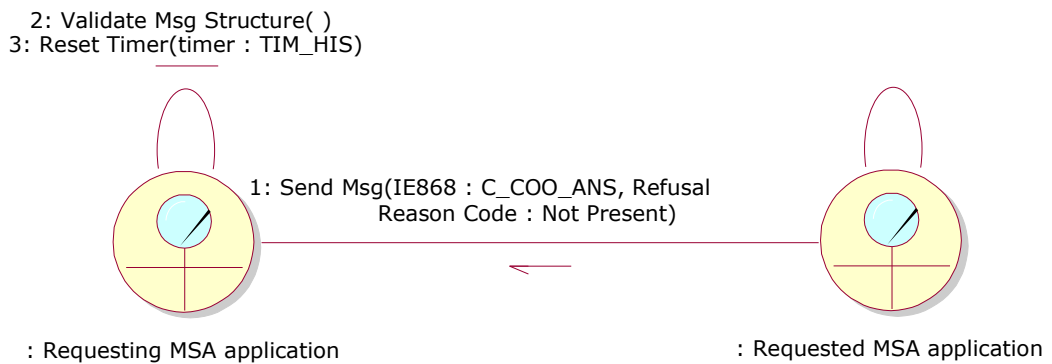 2: Validate Msg Structure( )
3: Reset Timer(timer : TIM_HIS)
1: Send Msg(IE868 : C_COO_ANS, Refusal
Reason Code : Not Present)
: Requesting MSA application
: Requested MSA application